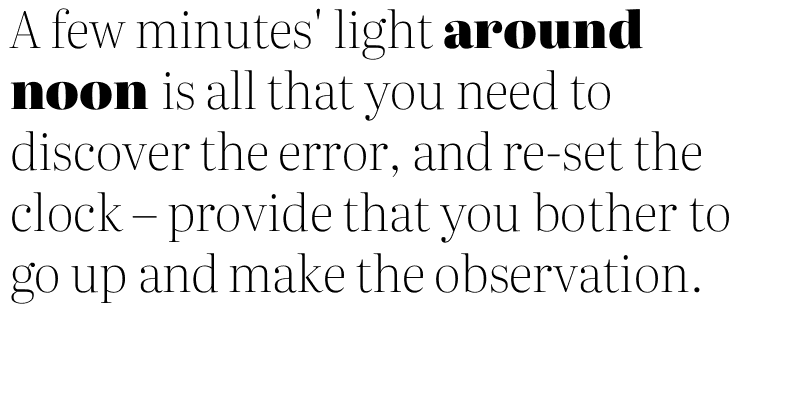 A few minutes' light around
noon is all that you need to
discover the error, and re-set the
clock – provide that you bother to
go up and make the observation.